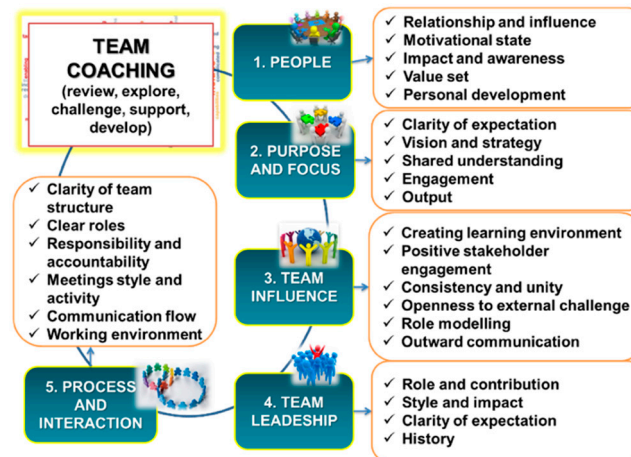 TEAM
COACHING
(review, explore,
challenge, support,
develop)
1. PEOPLE
✓ Relationship and influence
✓ Motivational state
✓ Impact and awareness
✓ Value set
✓ Personal development
2. PURPOSE
AND FOCUS
✓ Clarity of expectation
✓ Vision and strategy
✓ Shared understanding
✓ Engagement
✓ Output
3. TEAM
INFLUENCE
✓ Creating learning environment
✓ Positive stakeholder
engagement
✓ Consistency and unity
✓ Openness to external challenge
✓ Role modelling
✓ Outward communication
4. TEAM
LEADESHIP
✓ Role and contribution
✓ Style and impact
✓ Clarity of expectation
✓ History
5. PROCESS
AND
INTERACTION
✓ Clarity of team
structure
✓ Clear roles
✓ Responsibility and
accountability
✓ Meetings style and
activity
✓ Communication flow
✓ Working environment